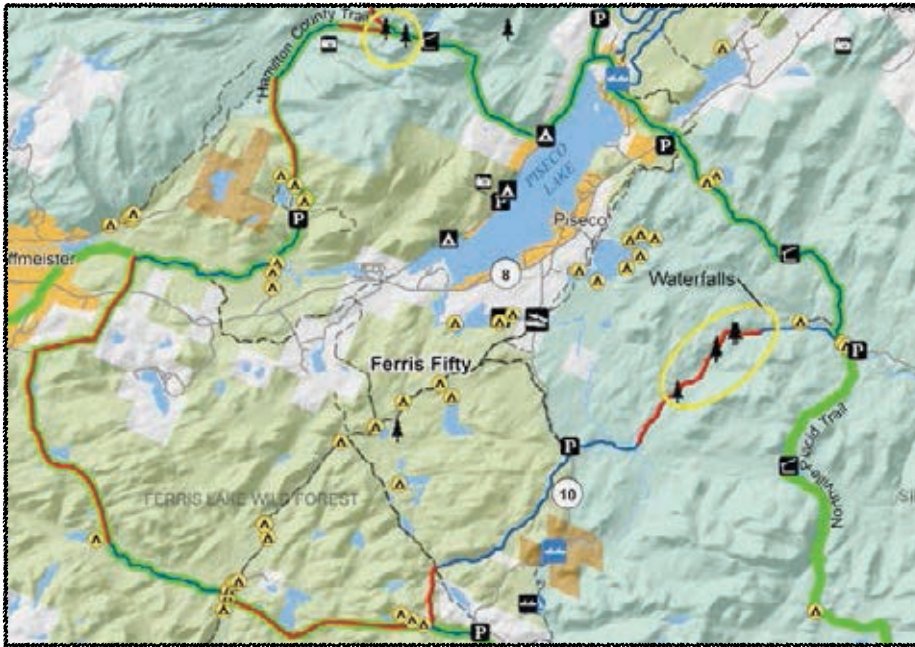 Hamilton County Trail
P
P
PISECO
LAKE
P
P
Piseco
ffmeister
8
Waterfalls
Ferris Fifty
P
P
10
Northville Placid Trail
FERRIS LAKE WILD FOREST
P